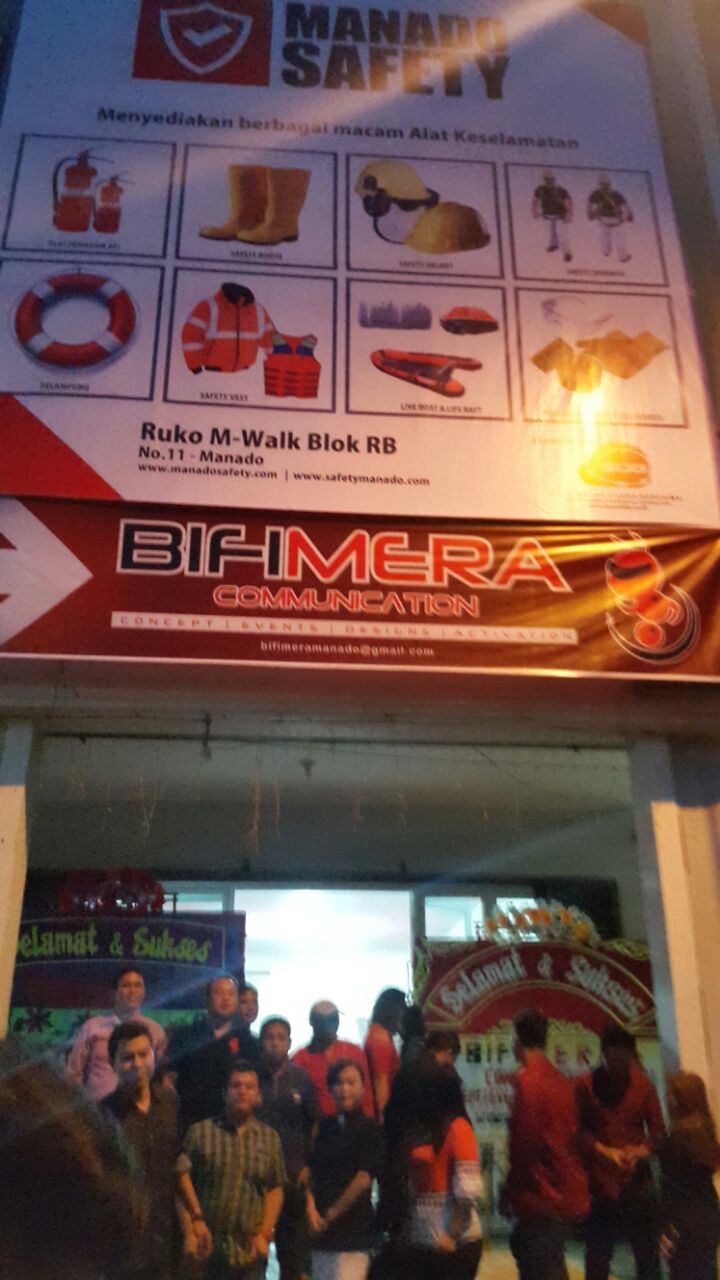 MANADO
SAFETY
Menyediakan berbagai macam Alat Keselamatan
SAFETY BOOTS
SAFETY HELMET
PELAMPUNG
SAFETY VEST
LIVE BOAT & LIFE RAFT
Ruko M-Walk Blok RB
No.11 - Manado
www.manadosafety.com | www.safetymanado.com
BIFIMERA
COMMUNICATION
CONCEPT | EVENTS | DESIGNS | ACTIVATION
bifimeramanado@gmail.com
elamat & Sukses
Selamat & Sukses